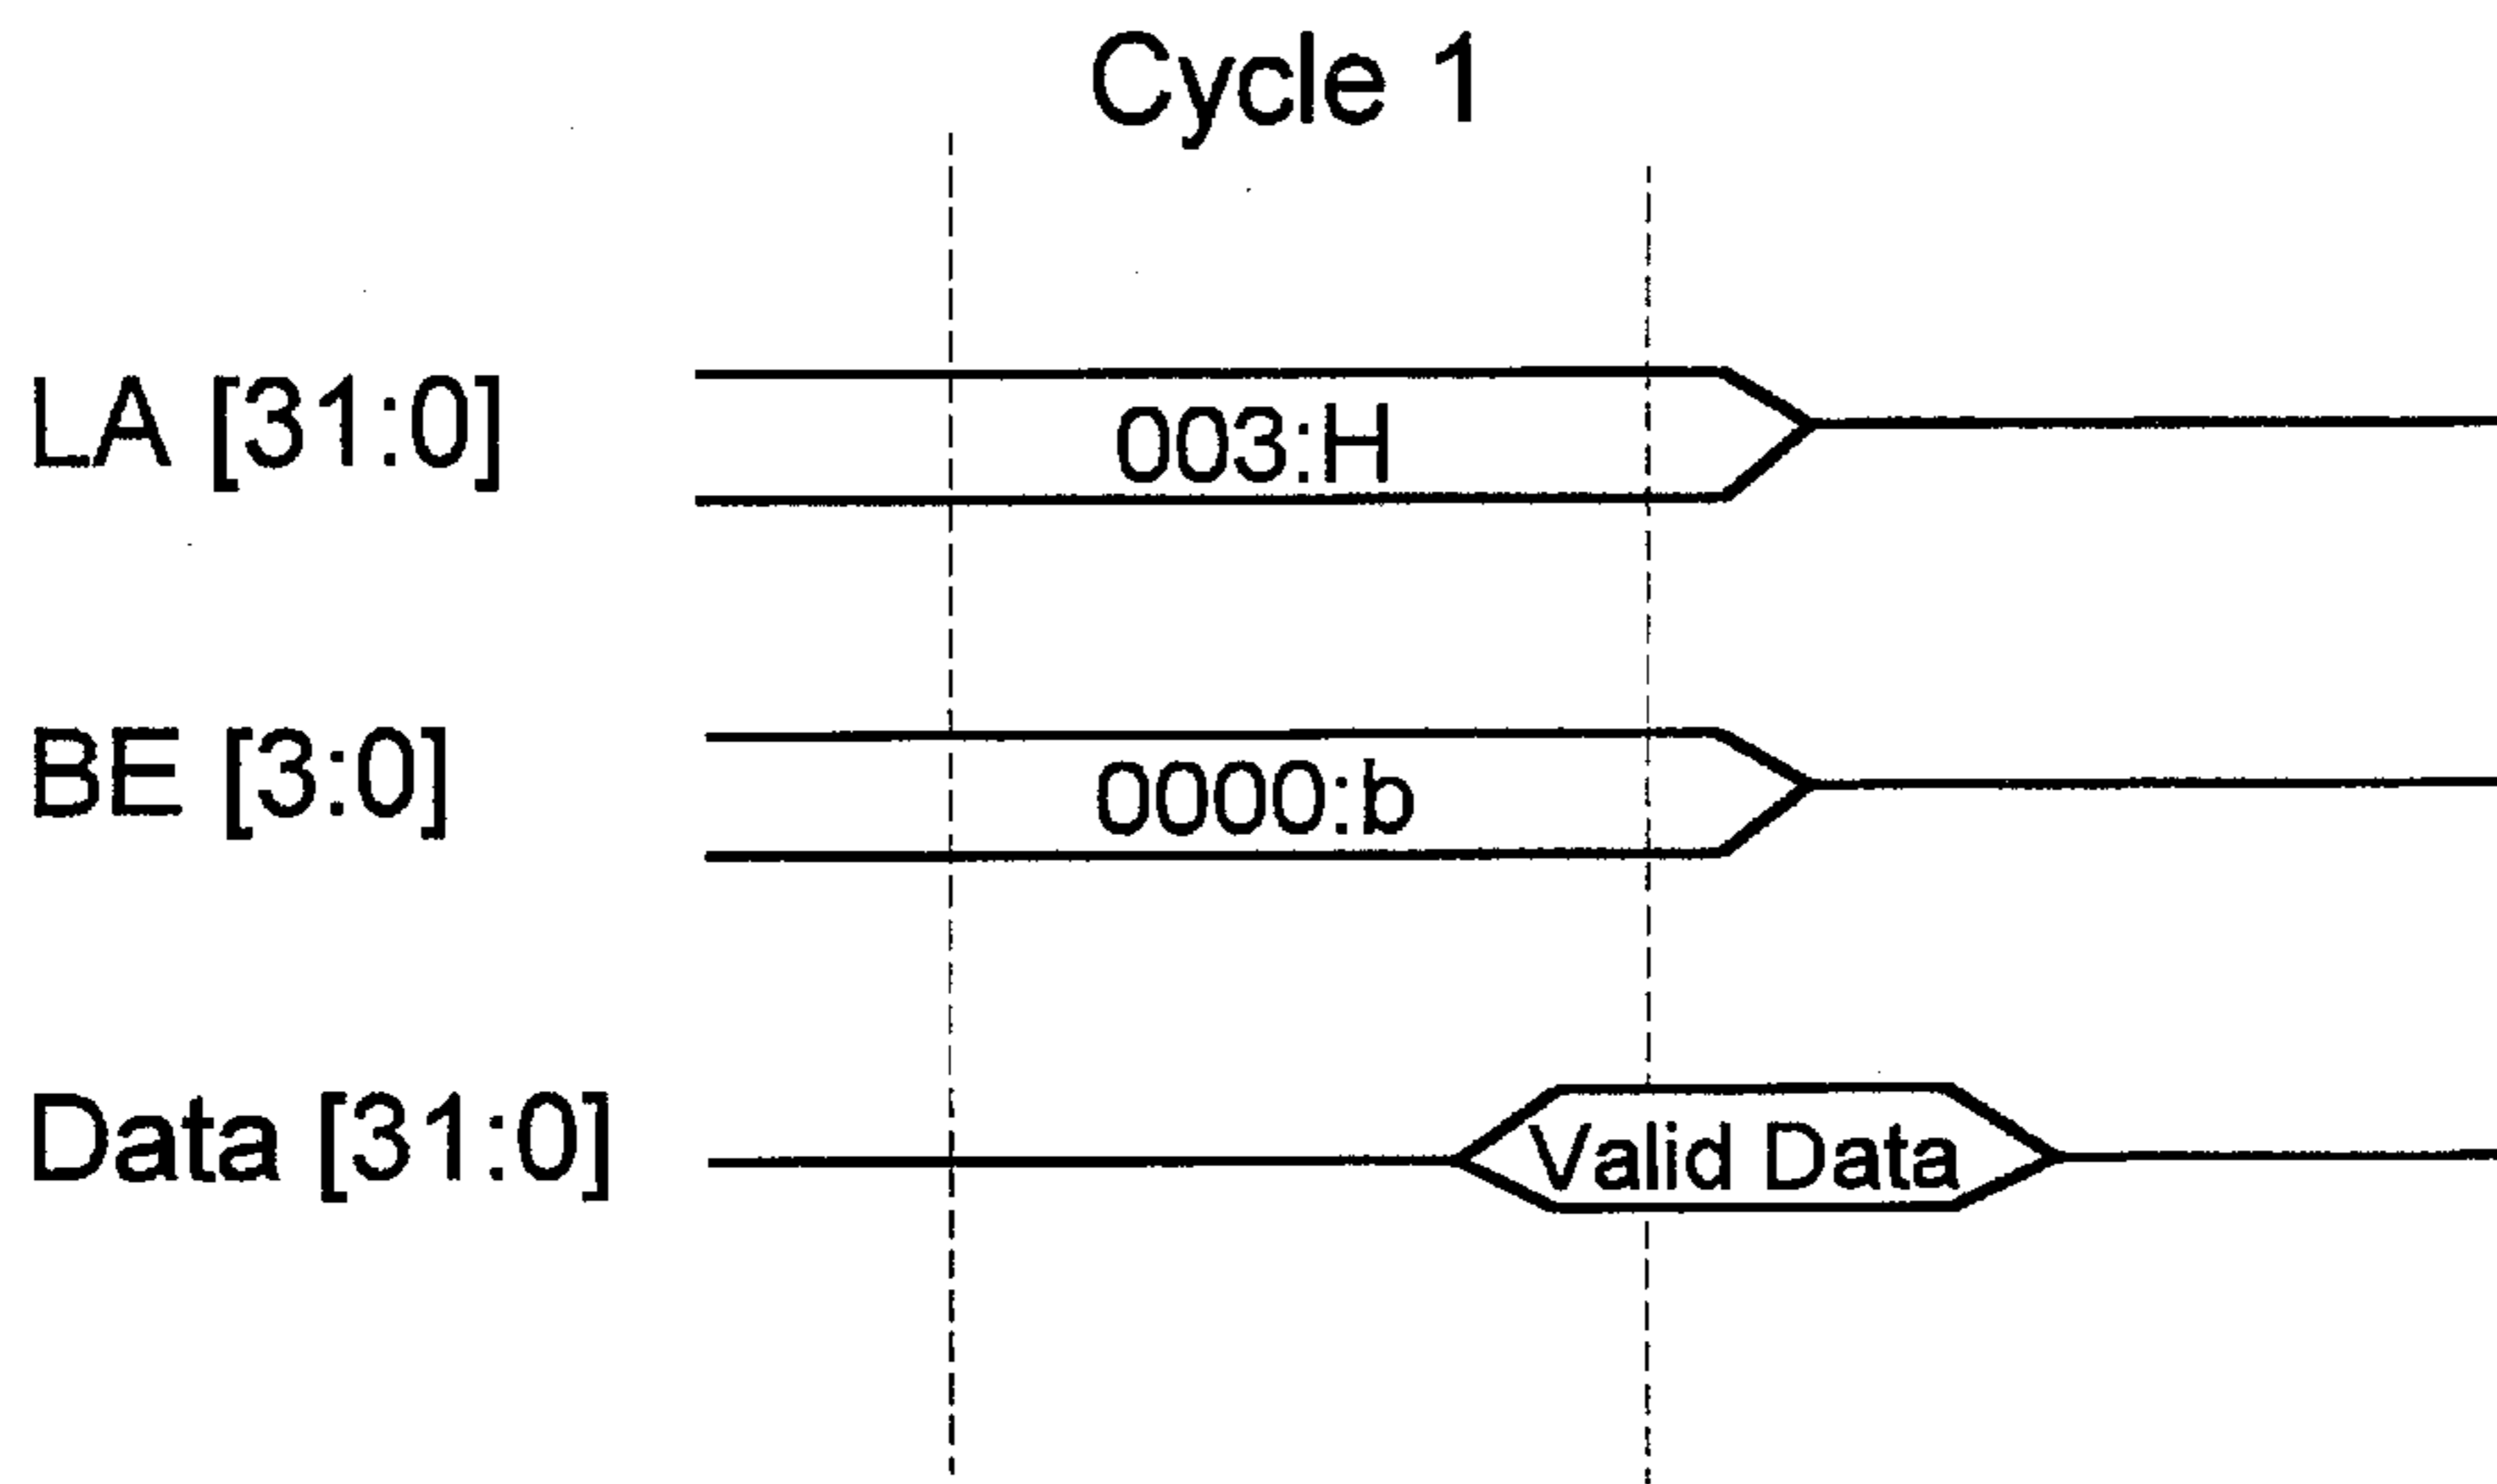 Cycle 1
LA [31:0]
003:H
BE [3:0]
0000:b
Data [31:0]
Valid Data